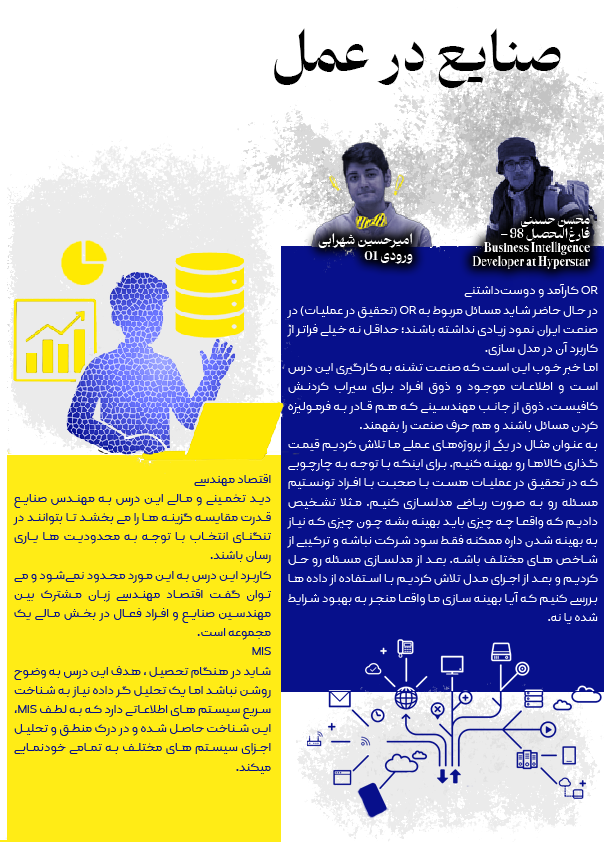 صنایع در عمل
محسن حسینی
فارغ‌التحصیل 98 –
Business Intelligence
Developer at Hyperstar
امیرحسین شهرابی
ورودی 01
OR کارآمد و دوست‌داشتنی
در حال حاضر شاید مسائل مربوط به OR (تحقیق در عملیات) در
صنعت ایران نمود زیادی نداشته باشند؛ حداقل نه خیلی فراتر از
کاربرد آن در مدل سازی.
اما خبر خوب این است که صنعت تشنه به کارگیری این درس
است و اطلاعات موجود و ذوق افراد برای سیراب کردنش
کافیست. ذوق از جانب مهندسینی که هم قادر به فرمولیزه
کردن مسائل باشند و هم حرف صنعت را بفهمند.
به عنوان مثال در یکی از پروژه‌های عملی ما تلاش کردیم قیمت
گذاری کالاها رو بهینه کنیم. برای اینکه با توجه به چارچوبی
که در تحقیق در عملیات هست با صحبت با افراد تونستیم
مسئله رو به صورت ریاضی مدلسازی کنیم. مثلا تشخیص
دادیم که واقعا چه چیزی باید بهینه بشه چون چیزی که نیاز
به بهینه شدن داره ممکنه فقط سود شرکت نباشه و ترکیبی از
شاخص های مختلف باشه. بعد از مدلسازی مسئله رو حل
کردیم و بعد از اجرای مدل تلاش کردیم با استفاده از داده ها
بررسی کنیم که آیا بهینه سازی ما واقعا منجر به بهبود شرایط
شده یا نه.
اقتصاد مهندسی
دید تخمینی و مالی این درس به مهندس صنایع
قدرت مقایسه گزینه ها را می بخشد تا بتوانند در
تنگنای انتخاب با توجه به محدودیت ها یاری
رسان باشند.
کاربرد این درس به این مورد محدود نمی‌شود و می
توان گفت اقتصاد مهندسی زبان مشترک بین
مهندسین صنایع و افراد فعال در بخش مالی یک
مجموعه است.
MIS
شاید در هنگام تحصیل ، هدف این درس به وضوح
روشن نباشد اما یک تحلیل گر داده نیاز به شناخت
سریع سیستم های اطلاعاتی دارد که به لطف MIS،
این شناخت حاصل شده و در درک منطق و تحلیل
اجزای سیستم های مختلف به تمامی خودنمایی
میکند.